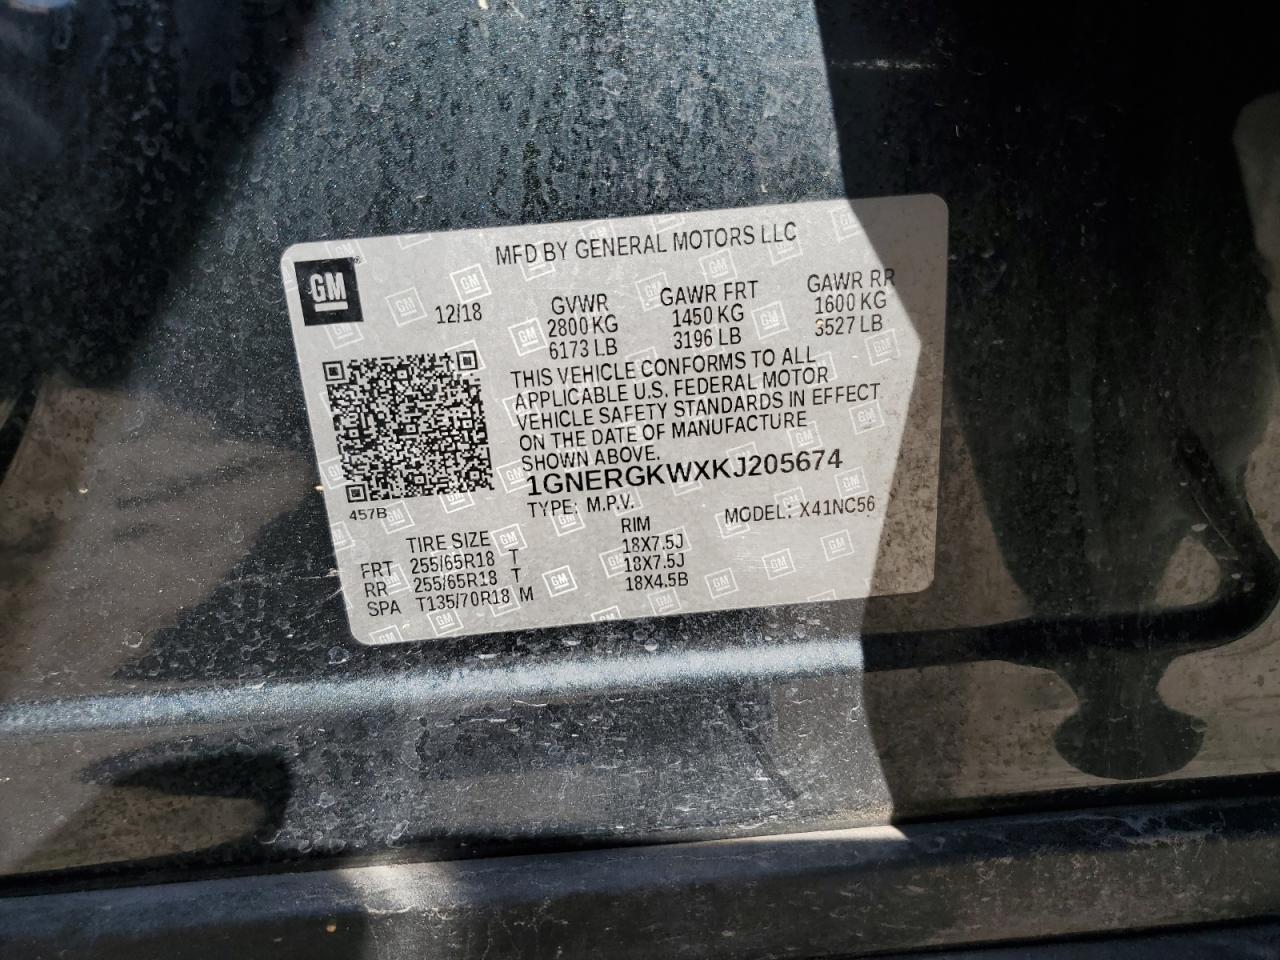 MFD BY GENERAL MOTORS LLC
GM
12/18
GVWR
2800 KG
6173 LB
GAWR FRT
1450 KG
3196 LB
GAWR RR
1600 KG
3527 LB
THIS VEHICLE CONFORMS TO ALL
APPLICABLE U.S. FEDERAL MOTOR
VEHICLE SAFETY STANDARDS IN EFFECT
ON THE DATE OF MANUFACTURE
SHOWN ABOVE.
1GNERGKWXKJ205674
457B
TYPE: M.P.V.
MODEL: X41NC56
TIRE SIZE RIM
FRT 255/65R18 T 18X7.5J
RR 255/65R18 T 18X7.5J
SPA T135/70R18 M 18X4.5B